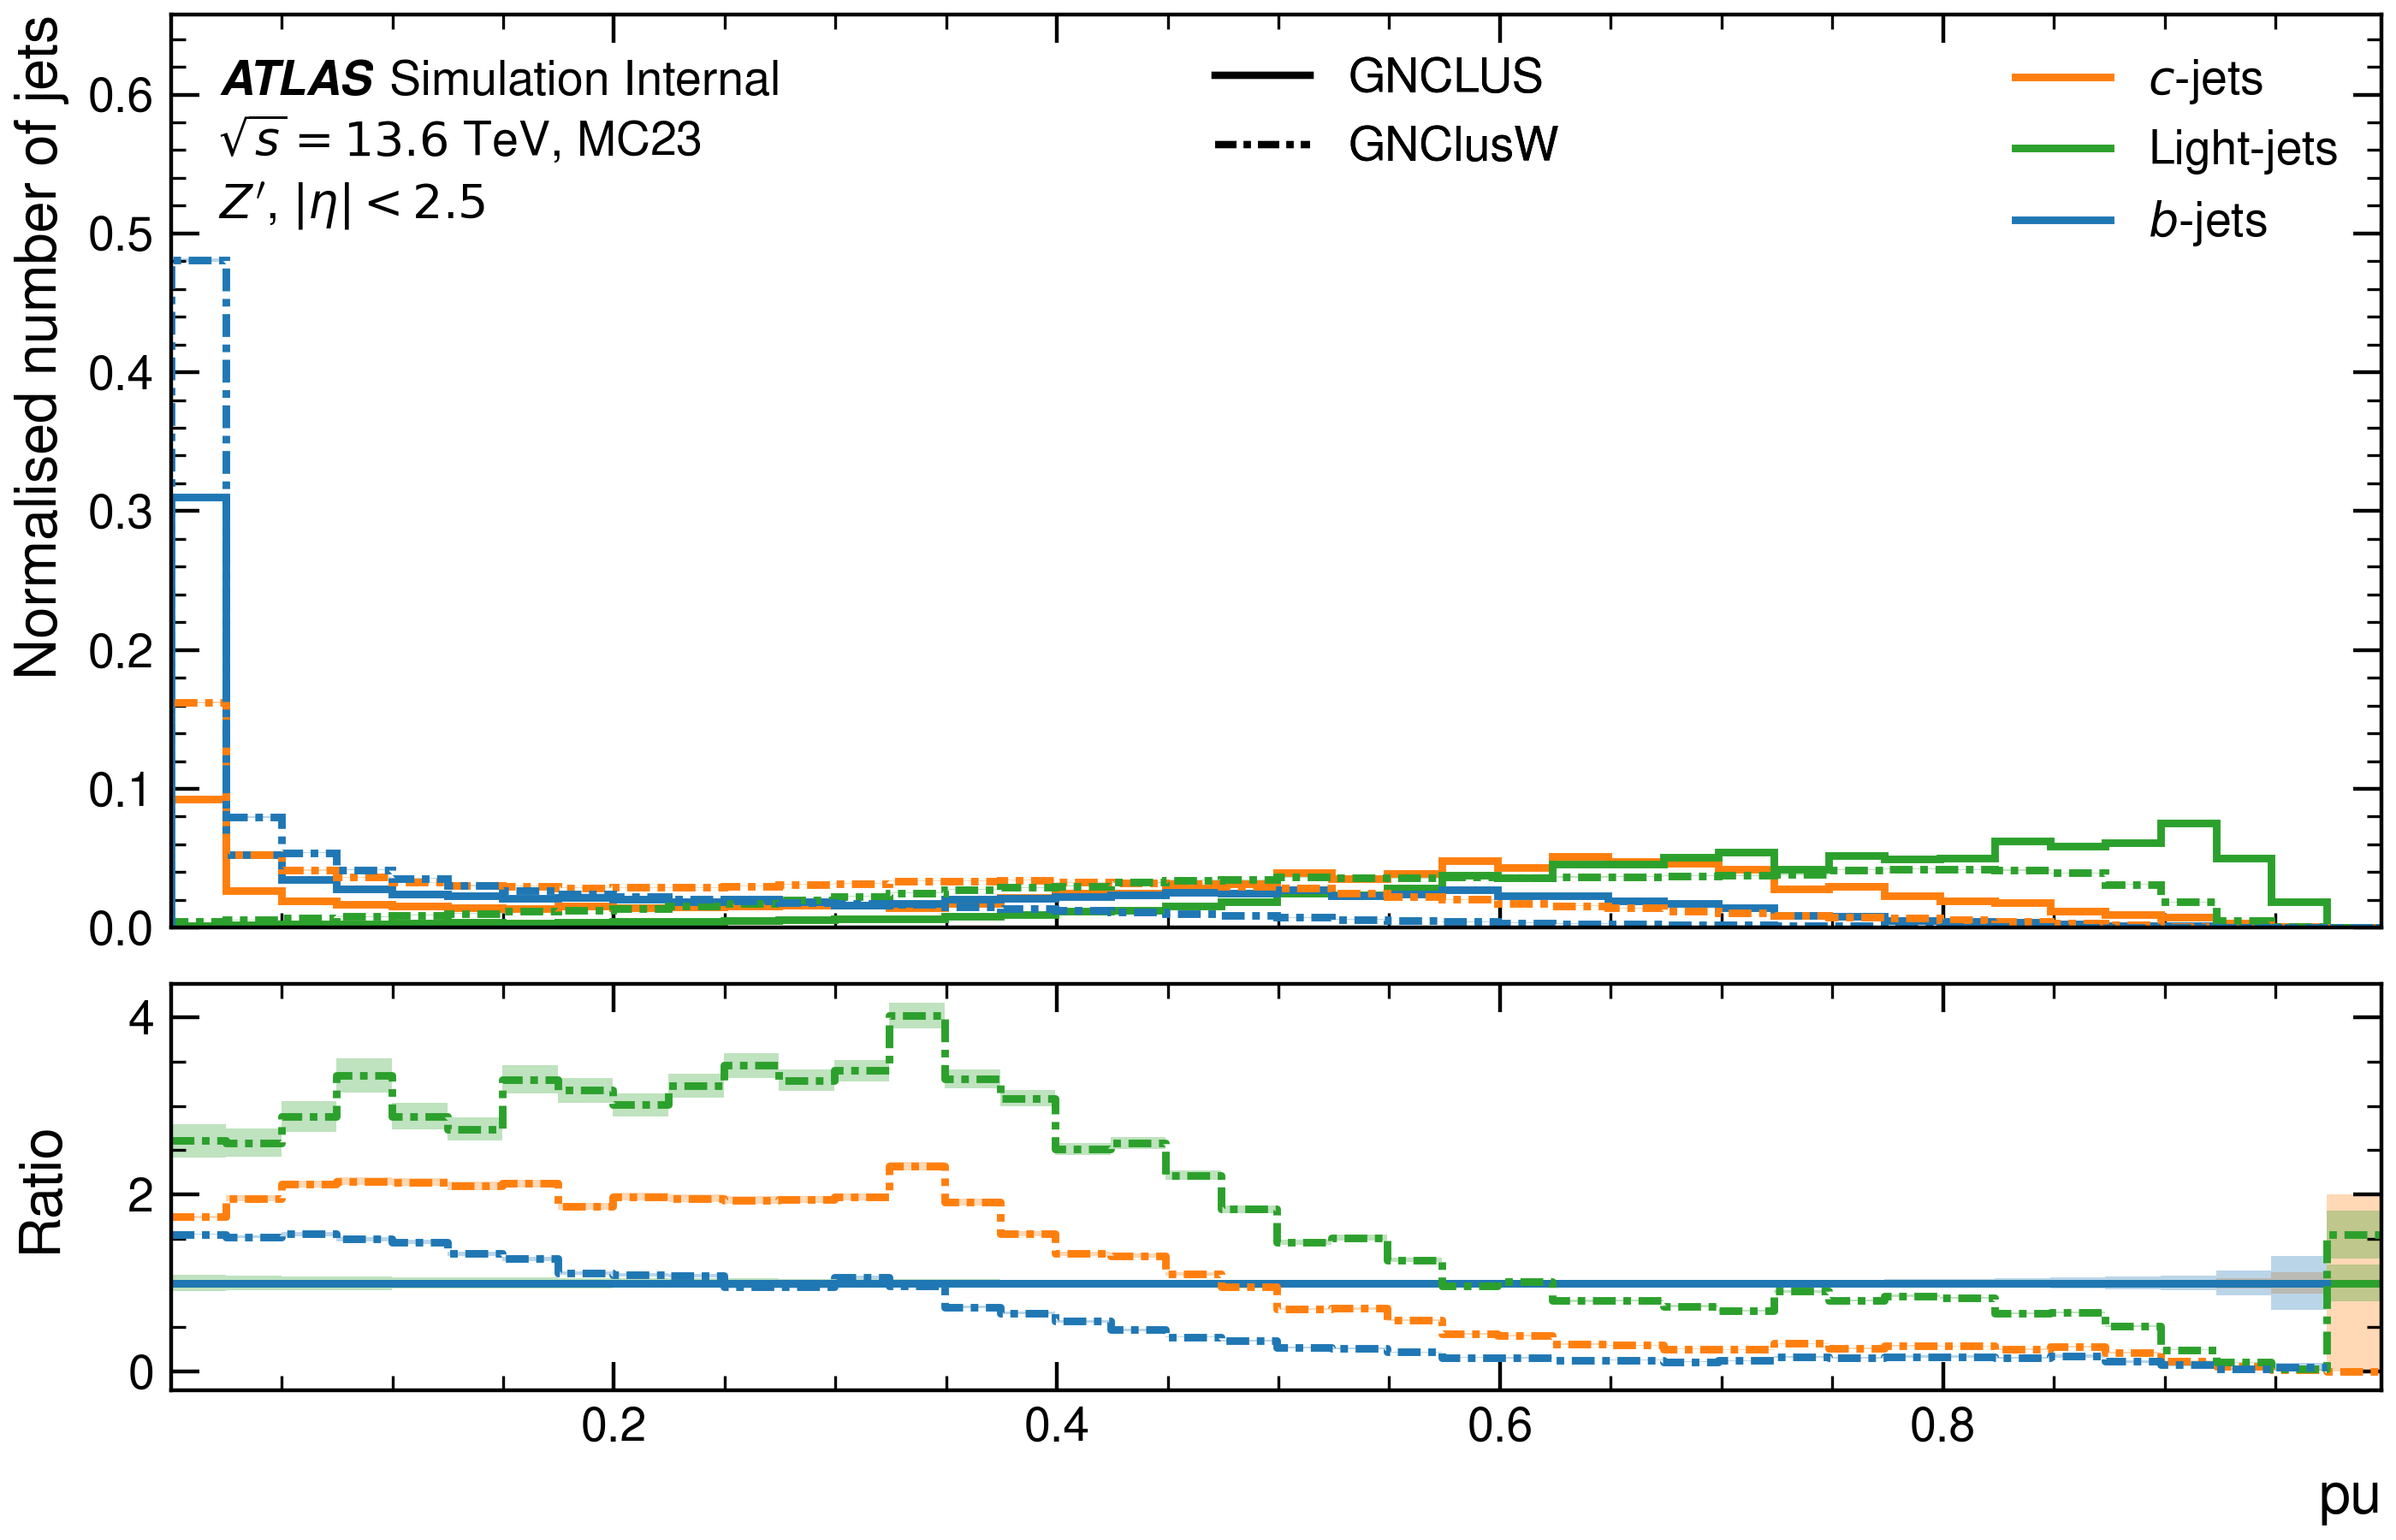 ATLAS Simulation Internal
√s = 13.6 TeV, MC23
Z′, |η| < 2.5
GNCLUS
GNClusW
c-jets
Light-jets
b-jets
Normalised number of jets
0.6
0.5
0.4
0.3
0.2
0.1
0.0
Ratio
4
2
0
0.2 0.4 0.6 0.8
pu